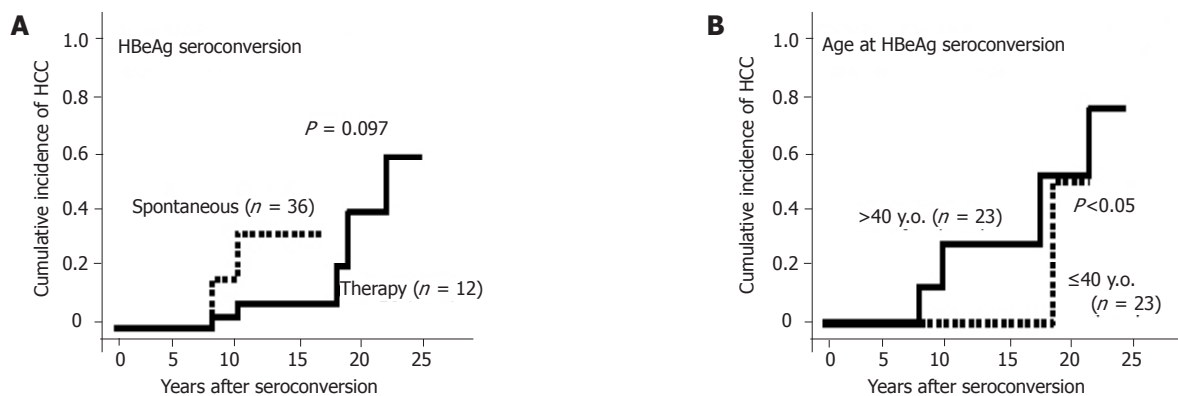 A
HBeAg seroconversion
Cumulative incidence of HCC
1.0
0.8
0.6
0.4
0.2
0
P = 0.097
Spontaneous (n = 36)
Therapy (n = 12)
0 5 10 15 20 25
Years after seroconversion
B
Age at HBeAg seroconversion
Cumulative incidence of HCC
1.0
0.8
0.6
0.4
0.2
0
>40 y.o. (n = 23)
P<0.05
≤40 y.o.
(n = 23)
0 5 10 15 20 25
Years after seroconversion